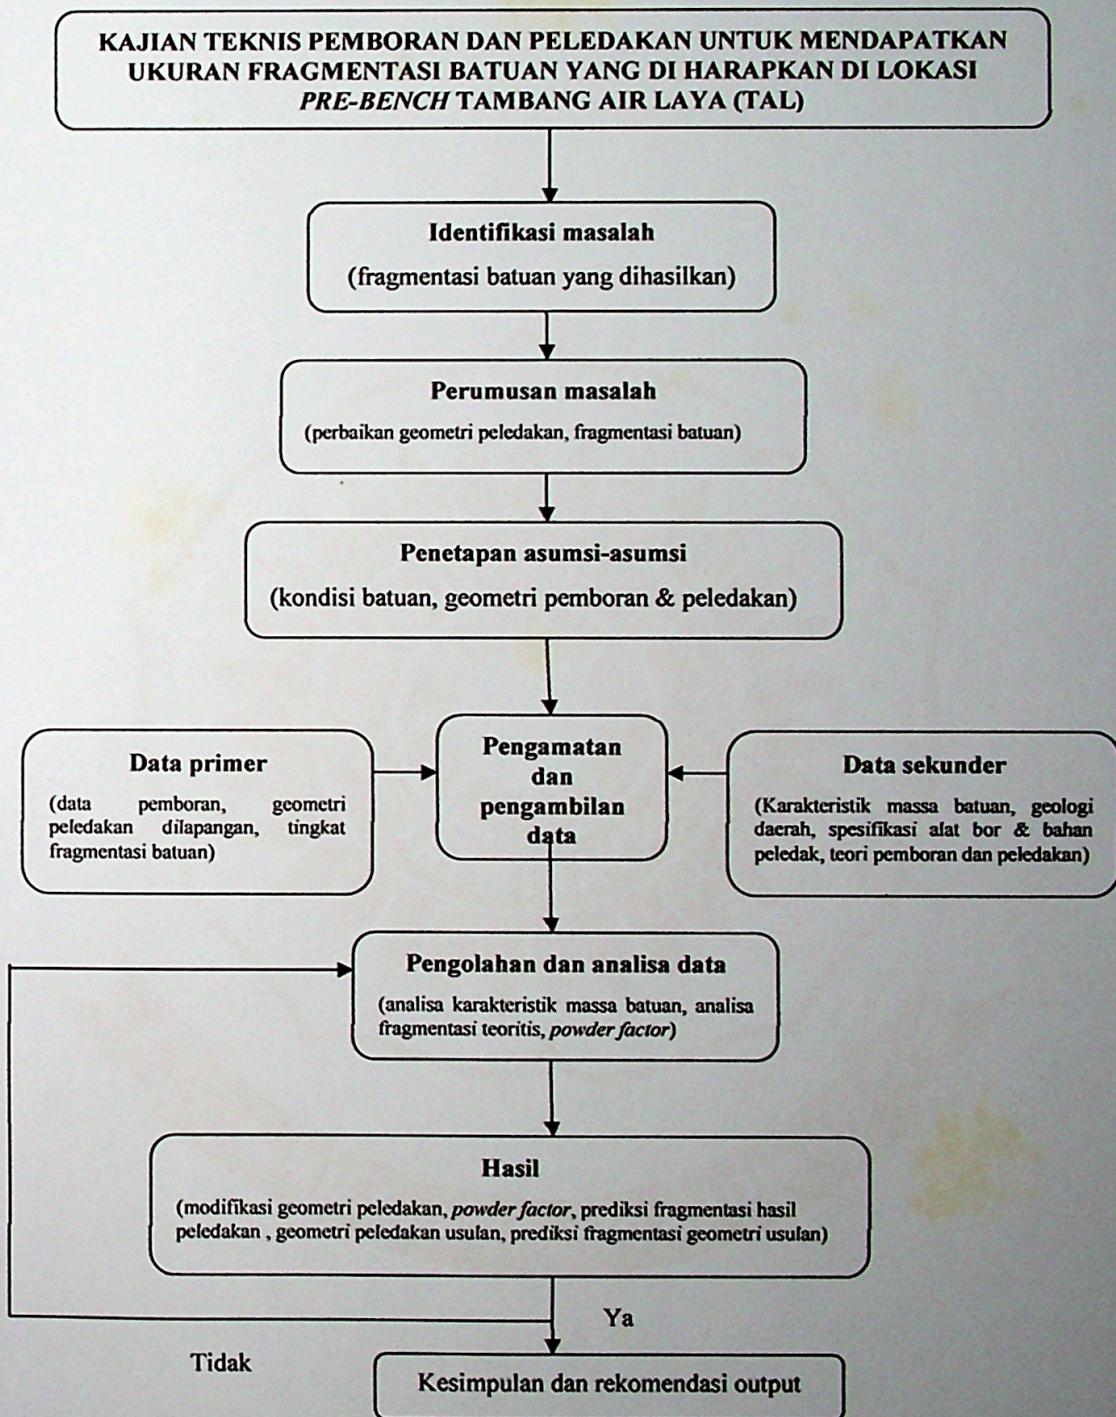 KAJIAN TEKNIS PEMBORAN DAN PELEDAKAN UNTUK MENDAPATKAN
UKURAN FRAGMENTASI BATUAN YANG DI HARAPKAN DI LOKASI
PRE-BENCH TAMBANG AIR LAYA (TAL)
Identifikasi masalah
(fragmentasi batuan yang dihasilkan)
Perumusan masalah
(perbaikan geometri peledakan, fragmentasi batuan)
Penetapan asumsi-asumsi
(kondisi batuan, geometri pemboran & peledakan)
Data primer
(data pemboran, geometri
peledakan dilapangan, tingkat
fragmentasi batuan)
Pengamatan
dan
pengambilan
data
Data sekunder
(Karakteristik massa batuan, geologi
daerah, spesifikasi alat bor & bahan
peledak, teori pemboran dan peledakan)
Pengolahan dan analisa data
(analisa karakteristik massa batuan, analisa
fragmentasi teoritis, powder factor)
Hasil
(modifikasi geometri peledakan, powder factor, prediksi fragmentasi hasil
peledakan , geometri peledakan usulan, prediksi fragmentasi geometri usulan)
Ya
Tidak
Kesimpulan dan rekomendasi output